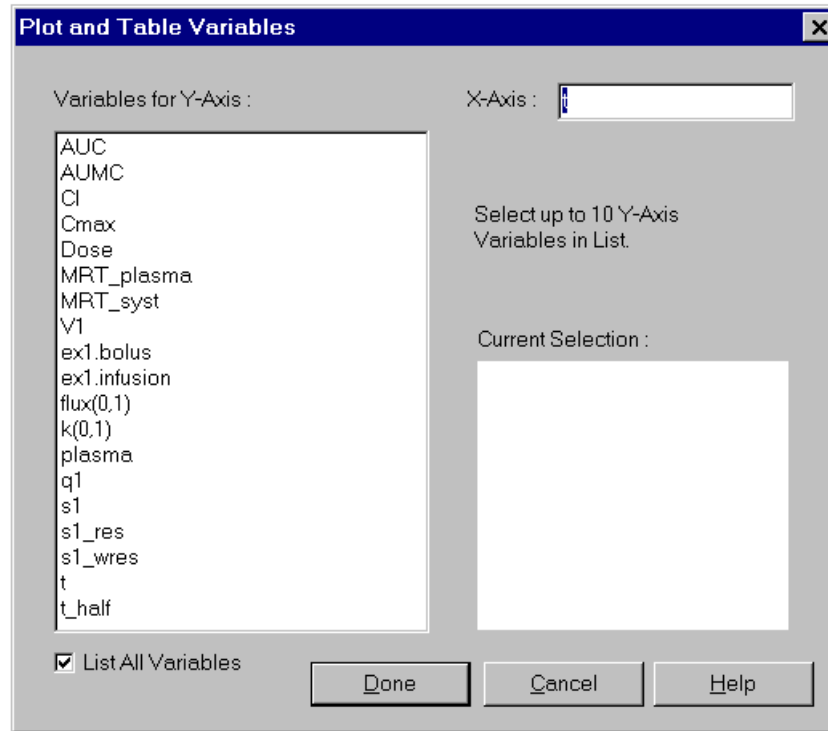 Plot and Table Variables
Variables for Y-Axis :
X-Axis :
t
AUC
AUMC
Cl
Cmax
Dose
MRT_plasma
MRT_syst
V1
ex1.bolus
ex1.infusion
flux(0,1)
k(0,1)
plasma
q1
s1
s1_res
s1_wres
t
t_half
Select up to 10 Y-Axis
Variables in List.
Current Selection :
List All Variables
Done
Cancel
Help